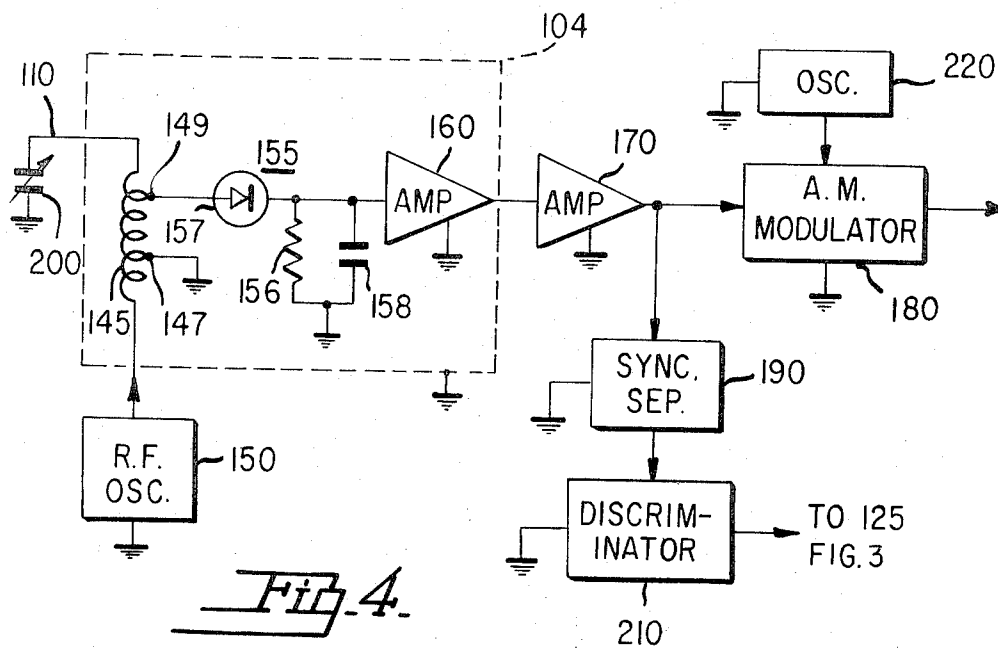 104
110
149
155
160
170
OSC.
220
AMP
AMP
A. M.
MODULATOR
157
200
156
158
180
145
147
SYNC.
SEP.
190
R.F.
OSC.
150
DISCRIM-
INATOR
TO 125
FIG. 3
210
Fig. 4.